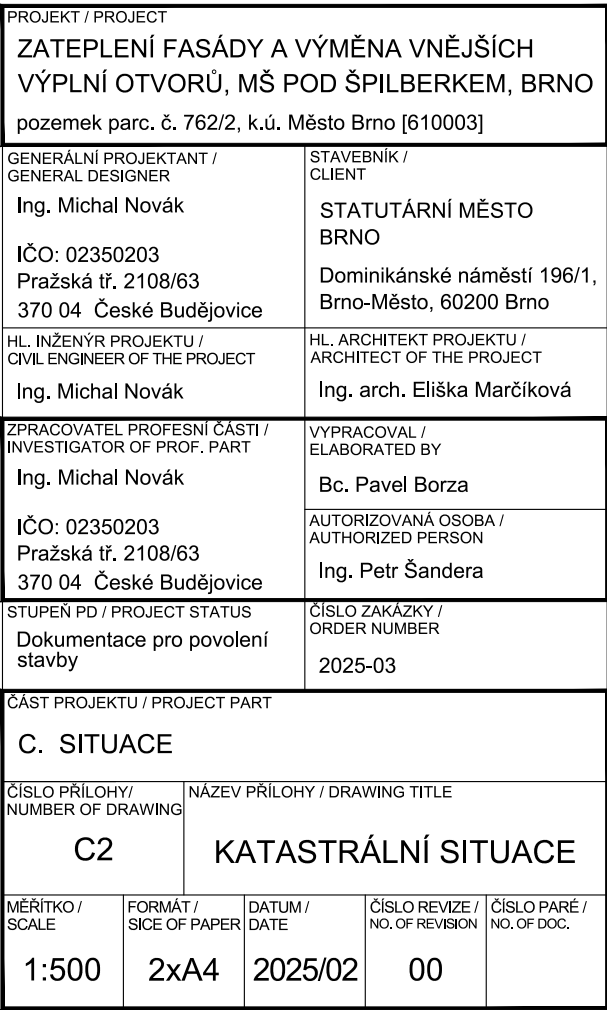 PROJEKT / PROJECT
ZATEPLENÍ FASÁDY A VÝMĚNA VNĚJŠÍCH
VÝPLNÍ OTVORŮ, MŠ POD ŠPILBERKEM, BRNO
pozemek parc. č. 762/2, k.ú. Město Brno [610003]
GENERÁLNÍ PROJEKTANT /
GENERAL DESIGNER
Ing. Michal Novák
IČO: 02350203
Pražská tř. 2108/63
370 04 České Budějovice
STAVEBNÍK /
CLIENT
STATUTÁRNÍ MĚSTO
BRNO
Dominikánské náměstí 196/1,
Brno-Město, 60200 Brno
HL. INŽENÝR PROJEKTU /
CIVIL ENGINEER OF THE PROJECT
Ing. Michal Novák
HL. ARCHITEKT PROJEKTU /
ARCHITECT OF THE PROJECT
Ing. arch. Eliška Marčíková
ZPRACOVATEL PROFESNÍ ČÁSTI /
INVESTIGATOR OF PROF. PART
Ing. Michal Novák
IČO: 02350203
Pražská tř. 2108/63
370 04 České Budějovice
VYPRACOVAL /
ELABORATED BY
Bc. Pavel Borza
AUTORIZOVANÁ OSOBA /
AUTHORIZED PERSON
Ing. Petr Šandera
STUPEŇ PD / PROJECT STATUS
Dokumentace pro povolení
stavby
ČÍSLO ZAKÁZKY /
ORDER NUMBER
2025-03
ČÁST PROJEKTU / PROJECT PART
C. SITUACE
ČÍSLO PŘÍLOHY/
NUMBER OF DRAWING
C2
NÁZEV PŘÍLOHY / DRAWING TITLE
KATASTRÁLNÍ SITUACE
MĚŘÍTKO /
SCALE
1:500
FORMÁT /
SICE OF PAPER
2xA4
DATUM /
DATE
2025/02
ČÍSLO REVIZE /
NO. OF REVISION
00
ČÍSLO PARÉ /
NO. OF DOC.